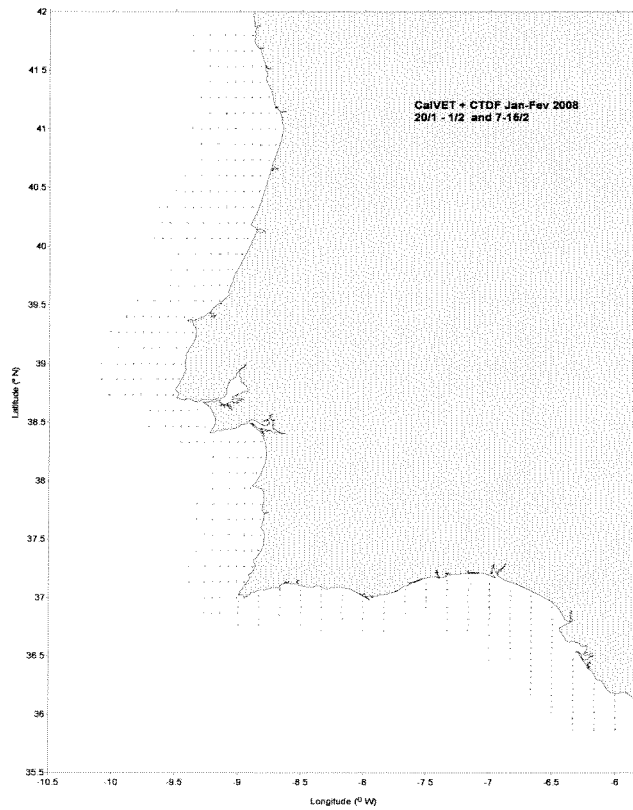 42
41.5
CalVET + CTDF Jan-Fev 2008
20/1 - 1/2 and 7-15/2
41
40.5
40
39.5
39
Latitude (º N)
38.5
38
37.5
37
36.5
36
35.5
-10.5 -10 -9.5 -9 -8.5 -8 -7.5 -7 -6.5 -6
Longitude (º W)